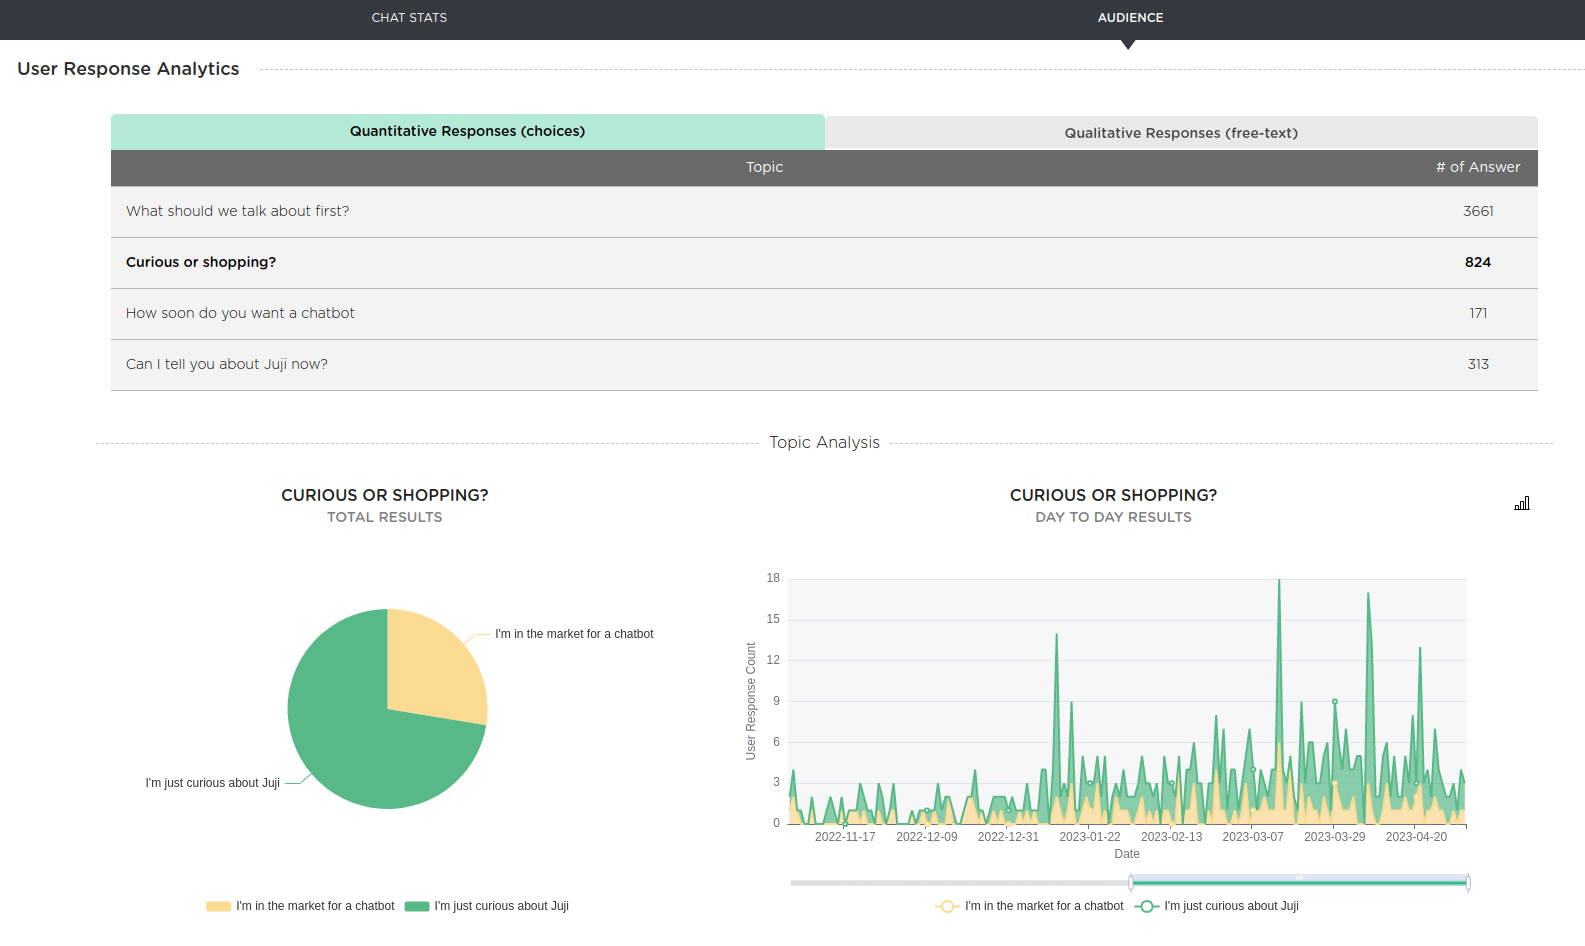 CHAT STATS
AUDIENCE
User Response Analytics
Quantitative Responses (choices)
Qualitative Responses (free-text)
Topic
# of Answer
What should we talk about first?
3661
Curious or shopping?
824
How soon do you want a chatbot
171
Can I tell you about Juji now?
313
Topic Analysis
CURIOUS OR SHOPPING?
TOTAL RESULTS
I'm in the market for a chatbot
I'm just curious about Juji
I'm in the market for a chatbot
I'm just curious about Juji
CURIOUS OR SHOPPING?
DAY TO DAY RESULTS
User Response Count
18
15
12
9
6
3
0
2022-11-17
2022-12-09
2022-12-31
2023-01-22
2023-02-13
2023-03-07
2023-03-29
2023-04-20
Date
I'm in the market for a chatbot
I'm just curious about Juji